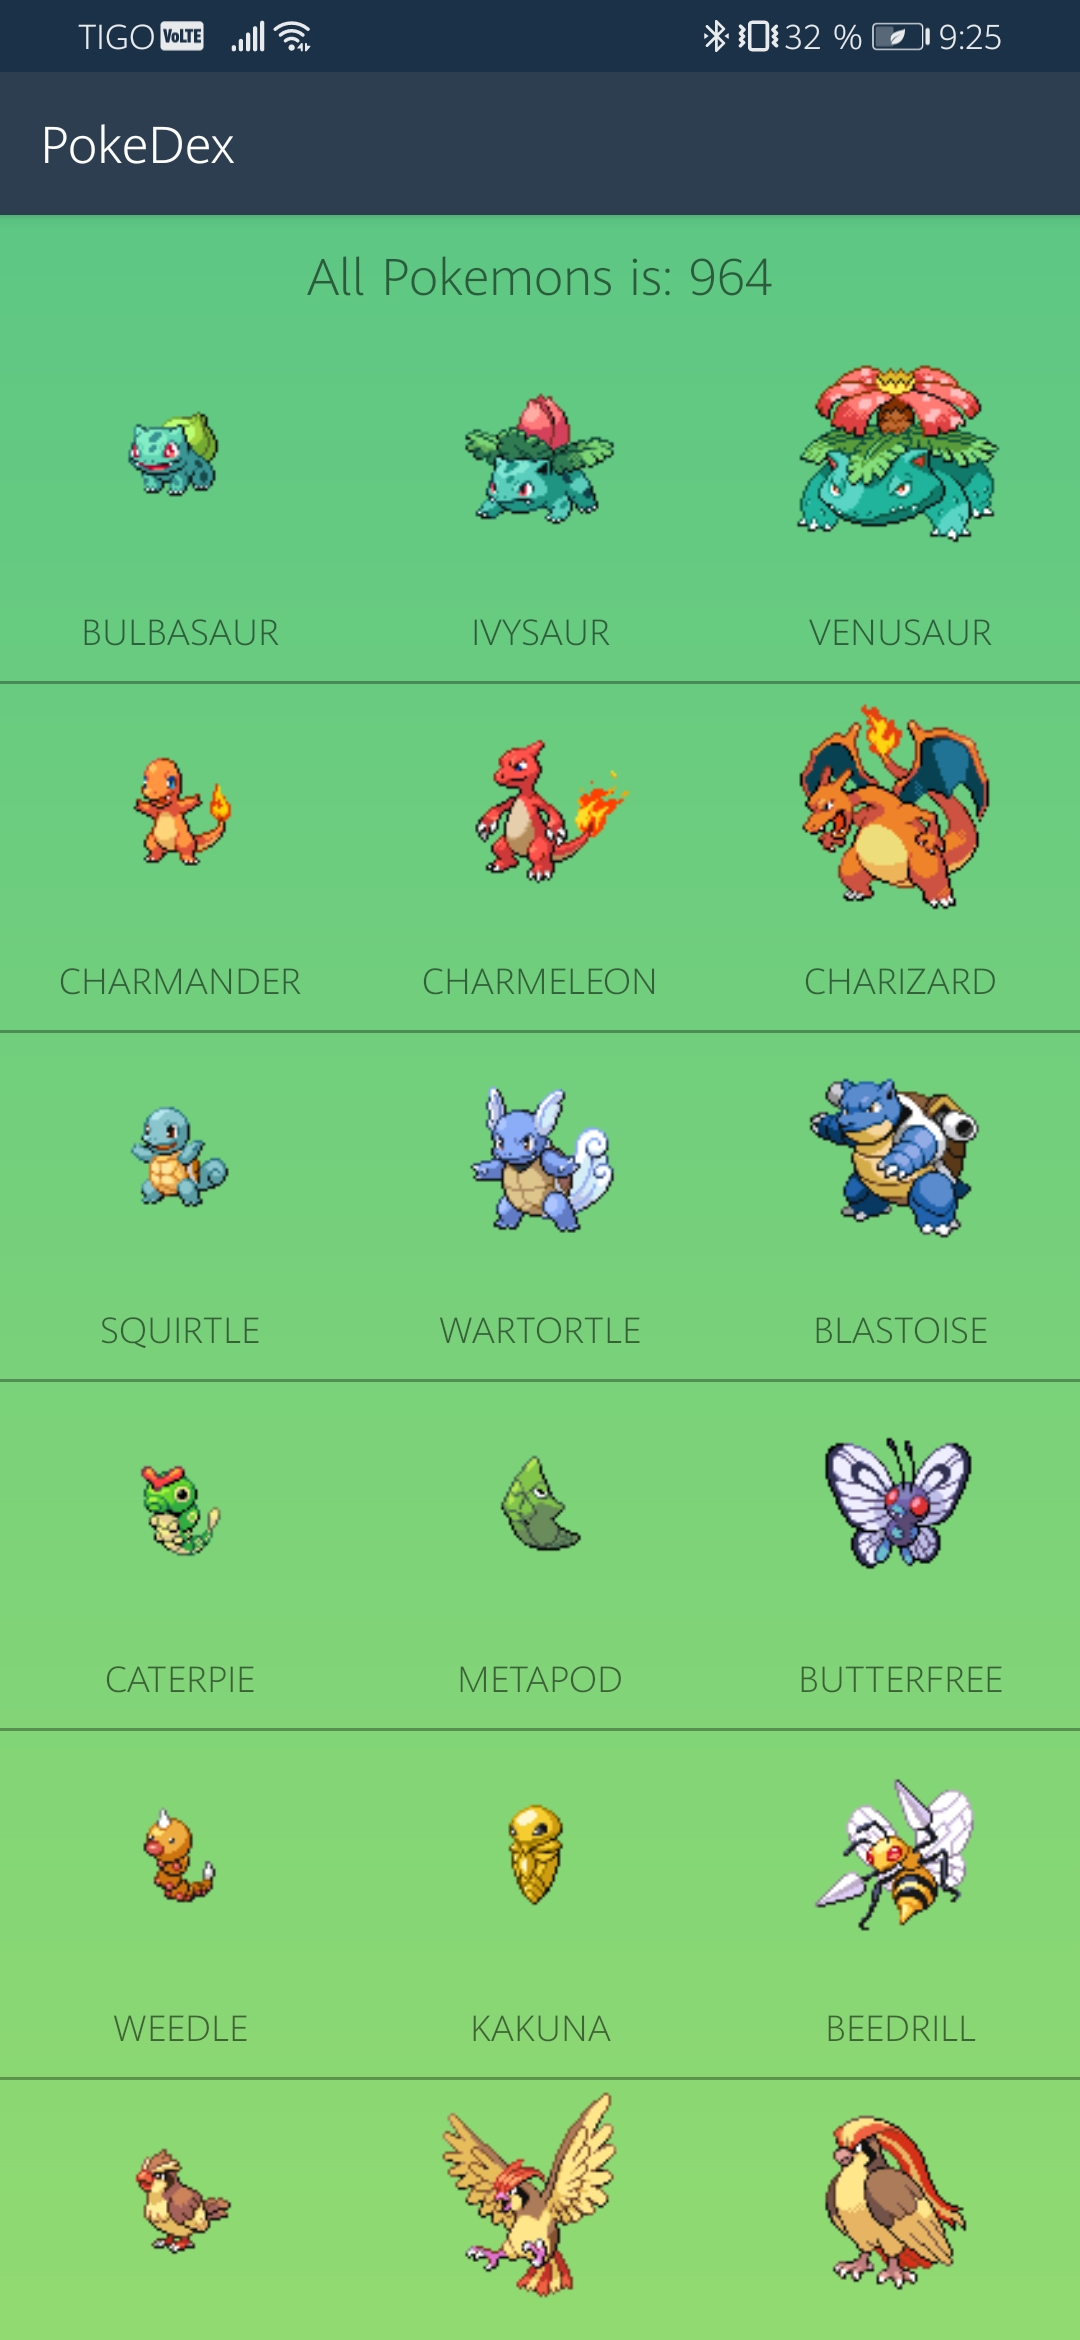 TIGO VoLTE 32 % 9:25
PokeDex
All Pokemons is: 964
BULBASAUR IVYSAUR VENUSAUR
CHARMANDER CHARMELEON CHARIZARD
SQUIRTLE WARTORTLE BLASTOISE
CATERPIE METAPOD BUTTERFREE
WEEDLE KAKUNA BEEDRILL